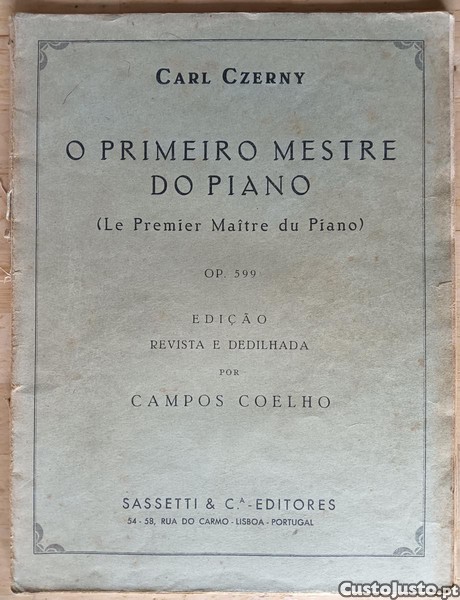 CARL CZERNY
O PRIMEIRO MESTRE
DO PIANO
(Le Premier Maître du Piano)
OP. 599
EDIÇÃO
REVISTA E DEDILHADA
POR
CAMPOS COELHO
SASSETTI & C.ᴬ - EDITORES
54 - 58, RUA DO CARMO - LISBOA - PORTUGAL
CustoJusto.pt